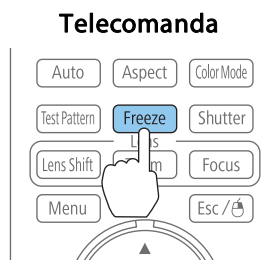 Telecomanda
Auto Aspect Color Mode
Test Pattern Freeze Shutter
Lens Shift Focus
Menu Esc /